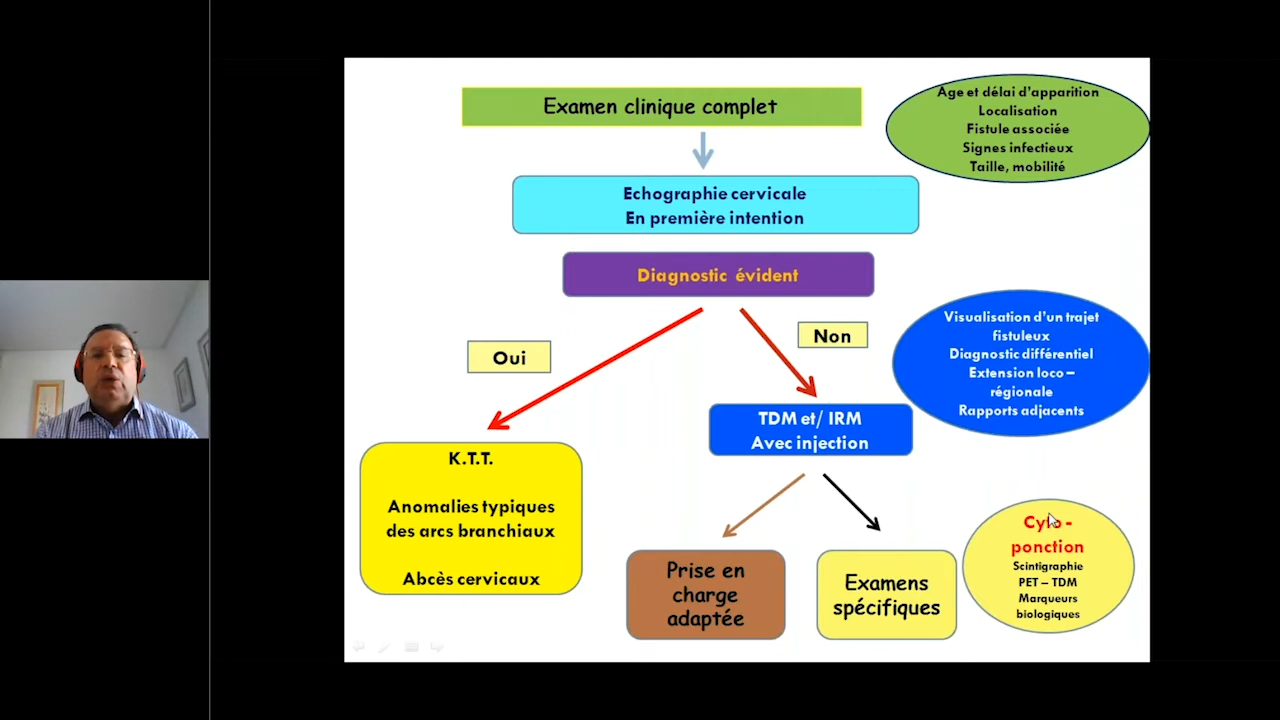 Examen clinique complet
Age et délai d'apparition
Localisation
Fistule associée
Signes infectieux
Taille, mobilité
Echographie cervicale
En première intention
Diagnostic évident
Oui
Non
Visualisation d'un trajet
fistuleux
Diagnostic différentiel
Extension loco –
régionale
Rapports adjacents
TDM et/ IRM
Avec injection
K.T.T.
Anomalies typiques
des arcs branchiaux
Abcès cervicaux
Prise en
charge
adaptée
Examens
spécifiques
Cyto -
ponction
Scintigraphie
PET – TDM
Marqueurs
biologiques